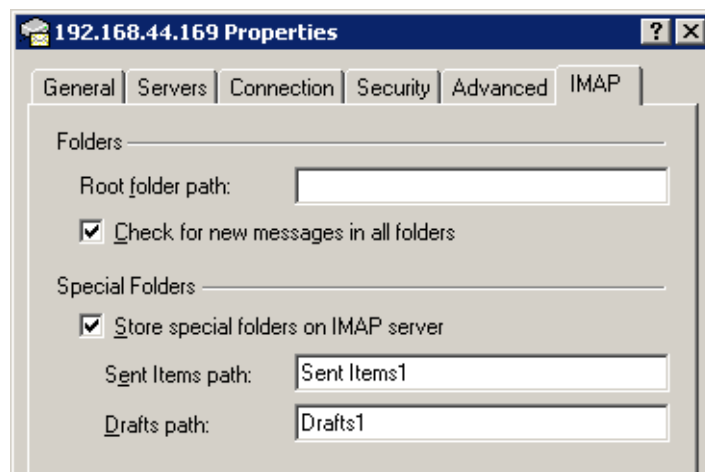 192.168.44.169 Properties
? X
General Servers Connection Security Advanced IMAP
Folders
Root folder path:
Check for new messages in all folders
Special Folders
Store special folders on IMAP server
Sent Items path: Sent Items1
Drafts path: Drafts1